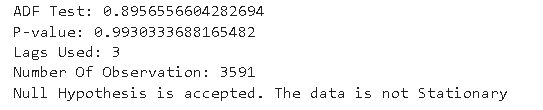 ADF Test: 0.8956556604282694
P-value: 0.9930333688165482
Lags Used: 3
Number Of Observation: 3591
Null Hypothesis is accepted. The data is not Stationary